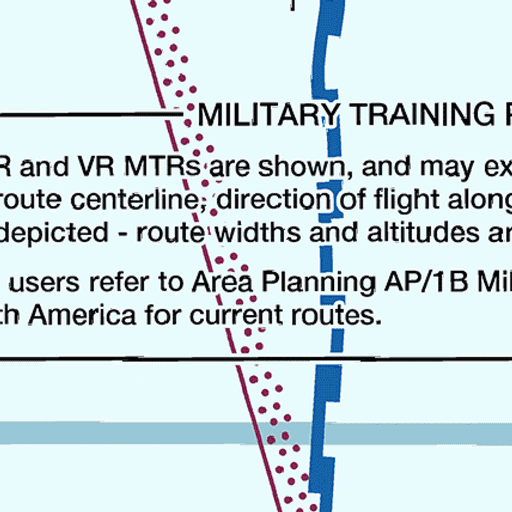 MILITARY TRAINING
R and VR MTRs are shown, and may ex
route centerline, direction of flight along
depicted - route widths and altitudes ar
users refer to Area Planning AP/1B Mil
th America for current routes.